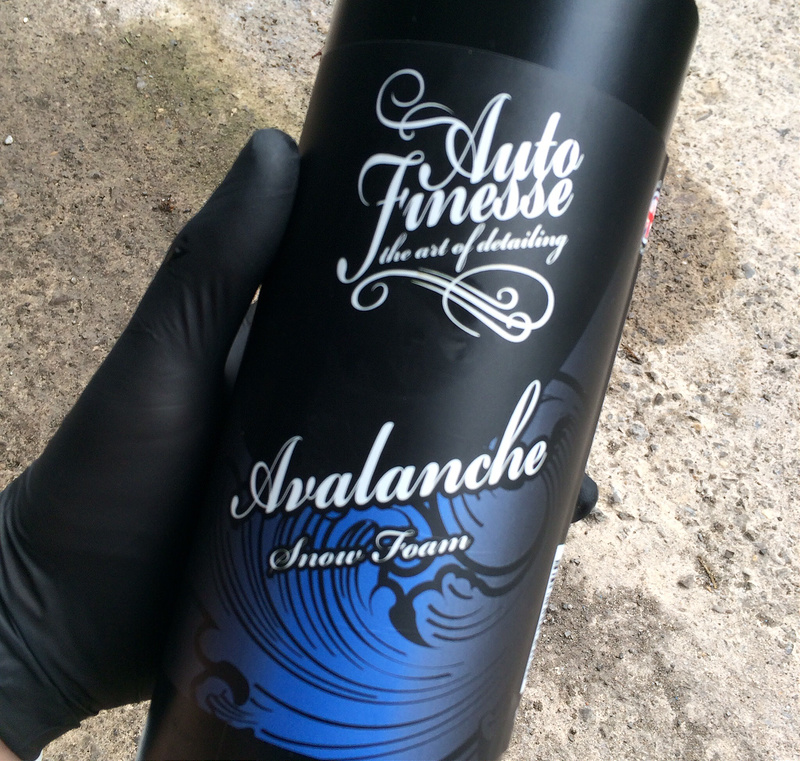 Auto
Finesse
the art of detailing
Avalanche
Snow Foam